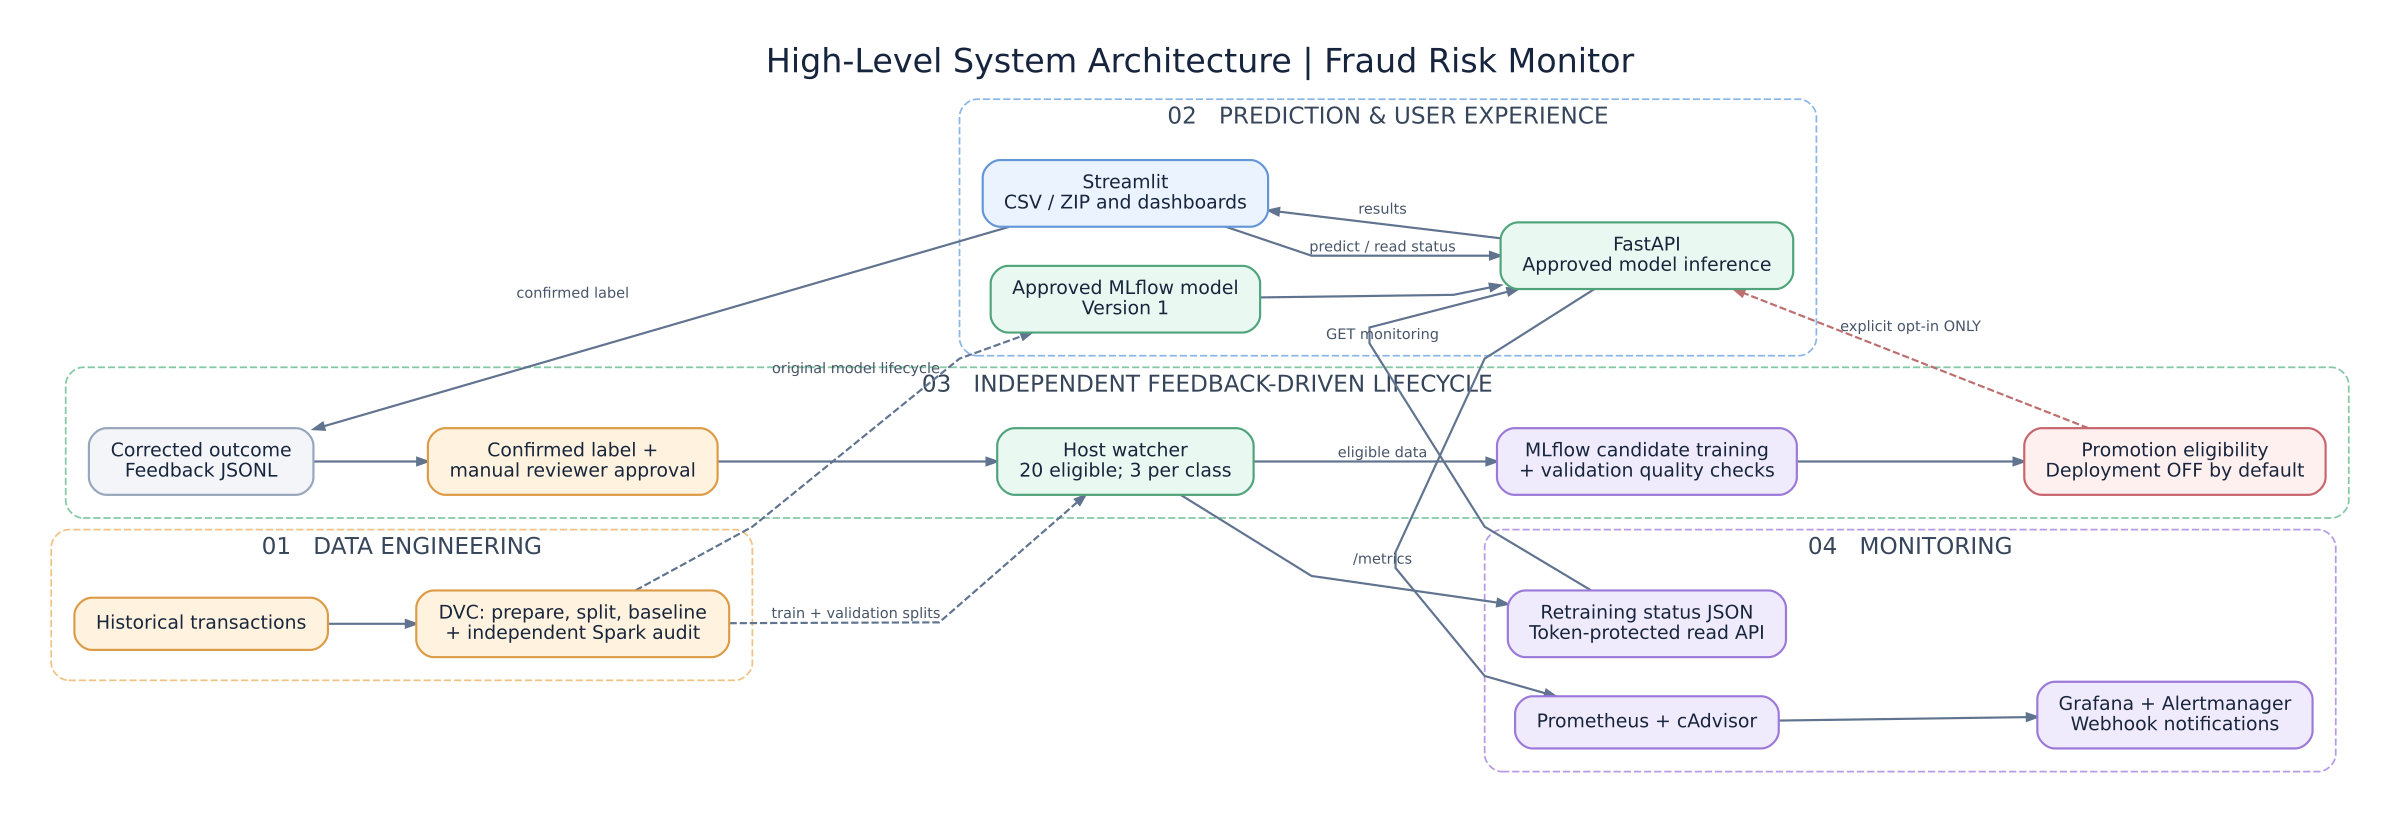 High-Level System Architecture | Fraud Risk Monitor
02 PREDICTION & USER EXPERIENCE
Streamlit
CSV / ZIP and dashboards
results
predict / read status
FastAPI
Approved model inference
confirmed label
Approved MLflow model
Version 1
GET monitoring
explicit opt-in ONLY
original model lifecycle
03 INDEPENDENT FEEDBACK-DRIVEN LIFECYCLE
Corrected outcome
Feedback JSONL
Confirmed label +
manual reviewer approval
Host watcher
20 eligible; 3 per class
eligible data
MLflow candidate training
+ validation quality checks
Promotion eligibility
Deployment OFF by default
01 DATA ENGINEERING
Historical transactions
DVC: prepare, split, baseline
+ independent Spark audit
train + validation splits
/metrics
04 MONITORING
Retraining status JSON
Token-protected read API
Prometheus + cAdvisor
Grafana + Alertmanager
Webhook notifications